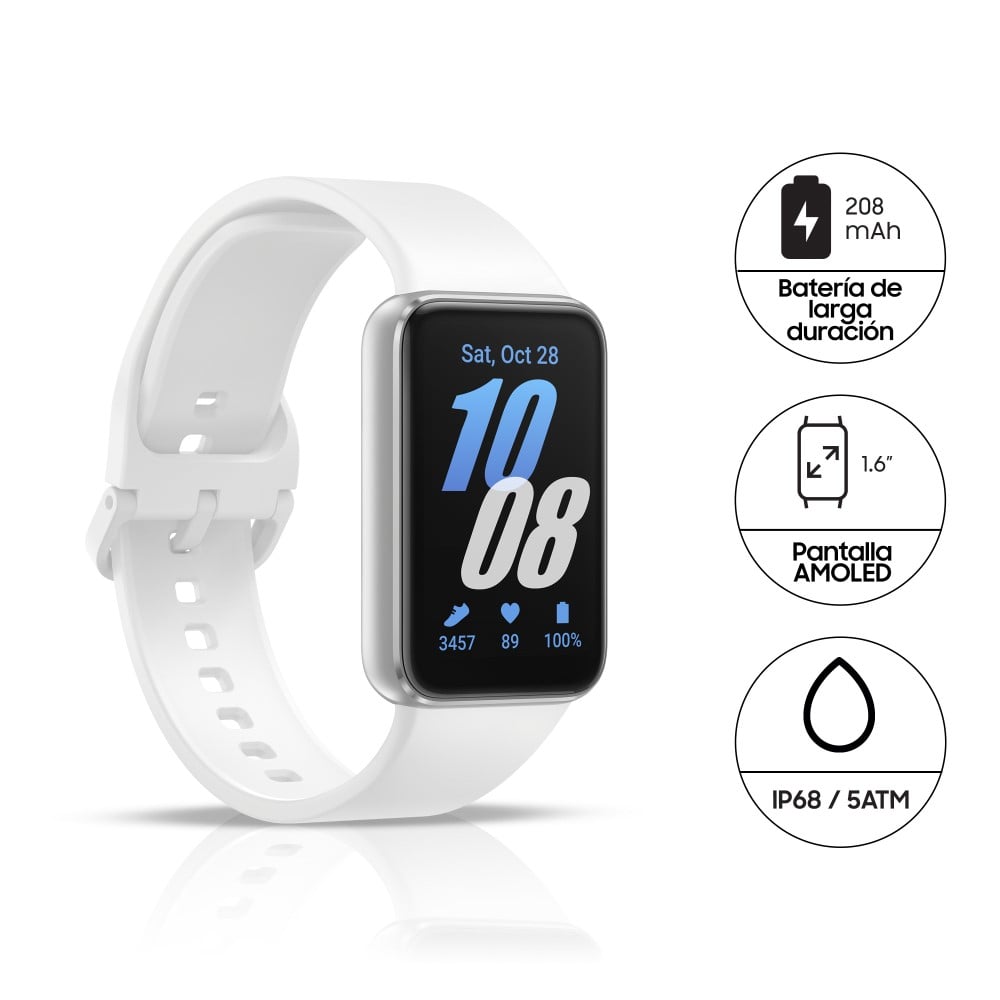 Sat, Oct 28
10
08
3457 89 100%
208
mAh
Batería de
larga
duración
1.6"
Pantalla
AMOLED
IP68 / 5ATM